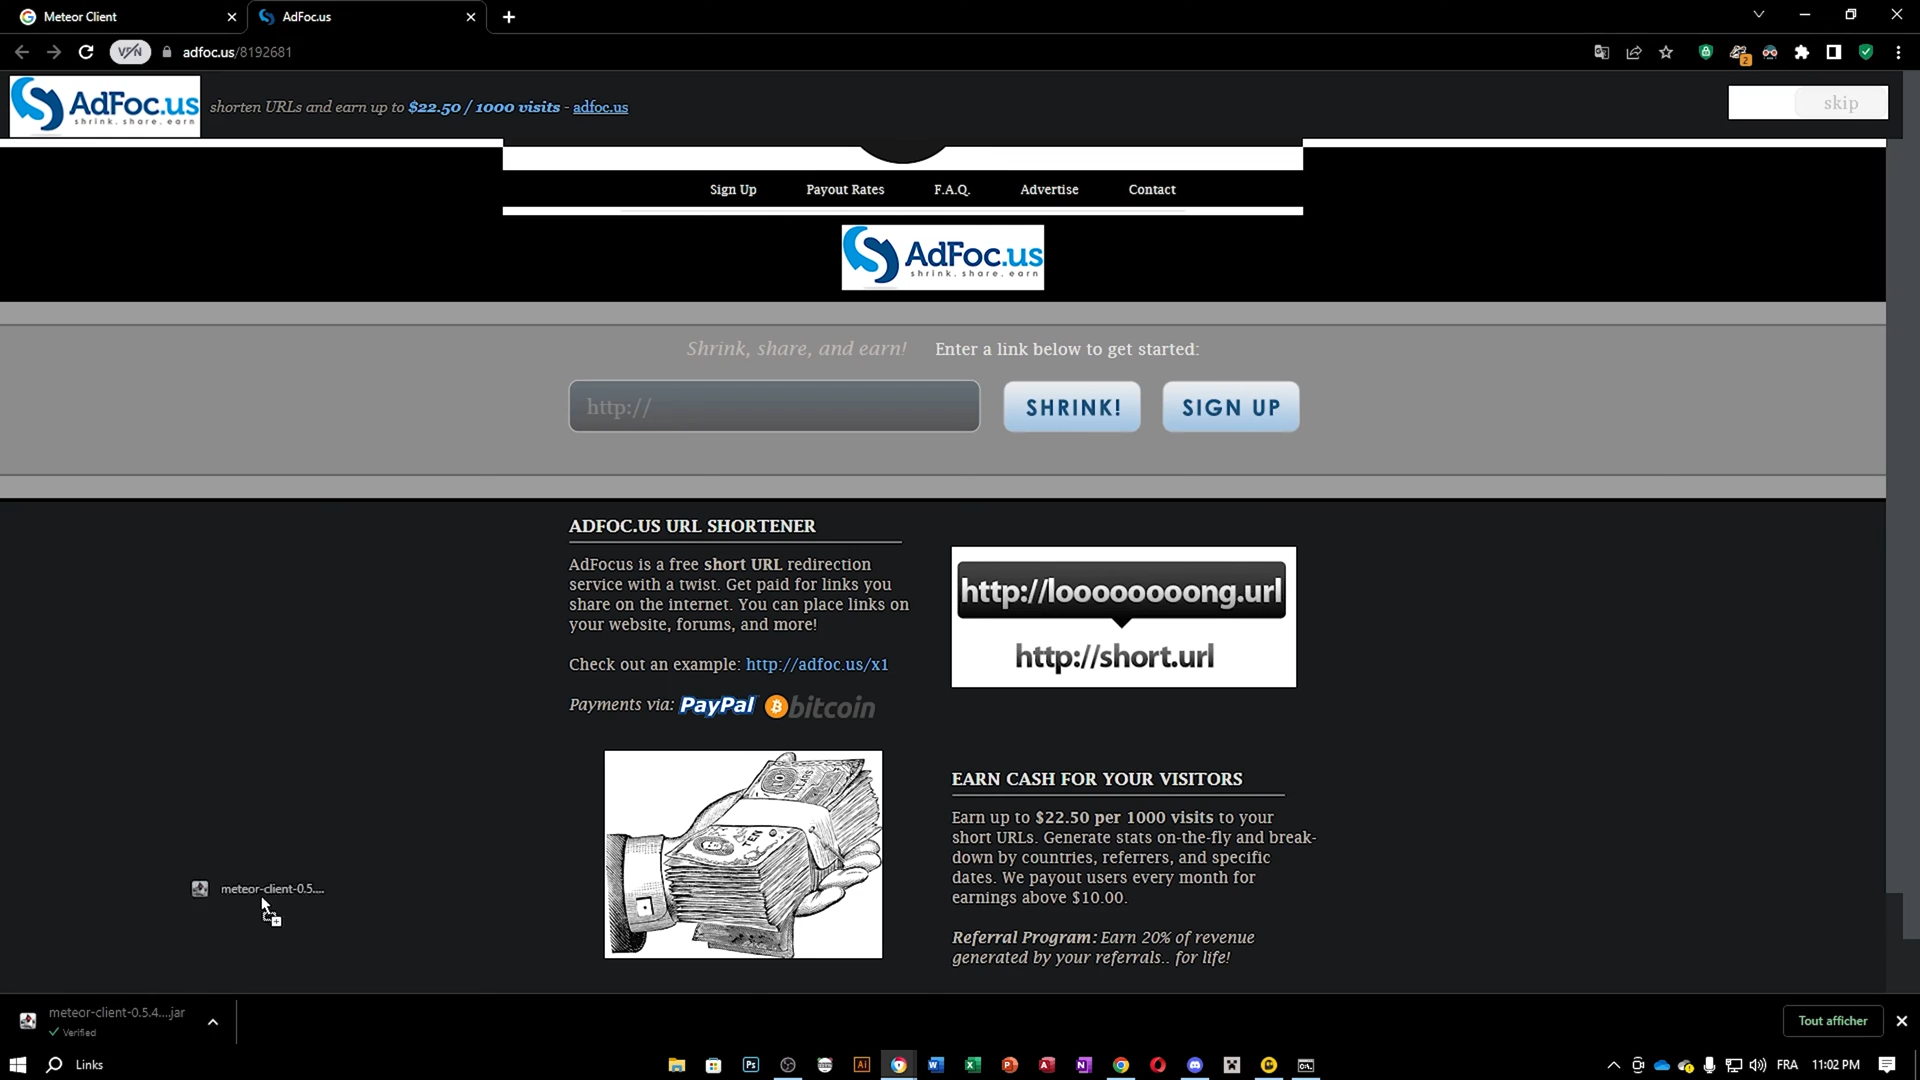 Meteor Client
AdFoc.us
VPN
adfoc.us/8192681
2
AdFoc.us
shrink. share. earn.
shorten URLs and earn up to $22.50 / 1000 visits - adfoc.us
skip
Sign Up
Payout Rates
F.A.Q.
Advertise
Contact
AdFoc.us
shrink. share. earn
Shrink, share, and earn!
Enter a link below to get started:
http://
SHRINK!
SIGN UP
ADFOC.US URL SHORTENER
AdFocus is a free short URL redirection
service with a twist. Get paid for links you
share on the internet. You can place links on
your website, forums, and more!
Check out an example: http://adfoc.us/x1
Payments via: PayPal bitcoin
http://loooooooong.url
http://short.url
TEN
EARN CASH FOR YOUR VISITORS
Earn up to $22.50 per 1000 visits to your
short URLs. Generate stats on-the-fly and break-
down by countries, referrers, and specific
dates. We payout users every month for
earnings above $10.00.
Referral Program: Earn 20% of revenue
generated by your referrals.. for life!
meteor-client-0.5....
meteor-client-0.5.4....jar
Verified
Tout afficher
Links
Ps
Ai
FRA
11:02 PM